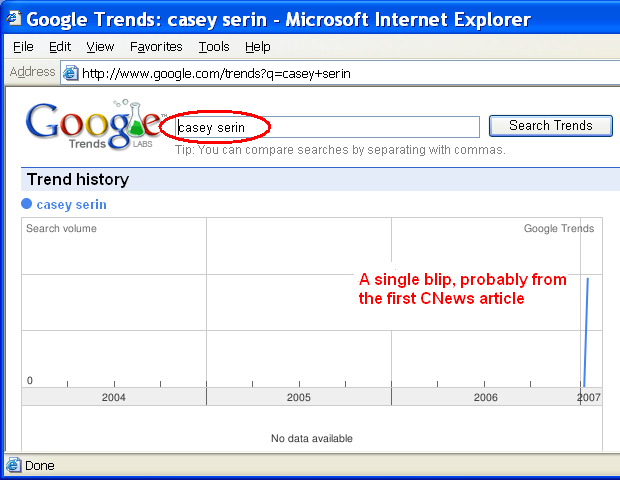 Google Trends: casey serin - Microsoft Internet Explorer
File Edit View Favorites Tools Help
Address http://www.google.com/trends?q=casey+serin
Google™
Trends LABS
casey serin
Search Trends
Tip: You can compare searches by separating with commas.
Trend history
casey serin
Search volume
Google Trends
A single blip, probably from
the first CNews article
0
2004 2005 2006 2007
No data available
Done